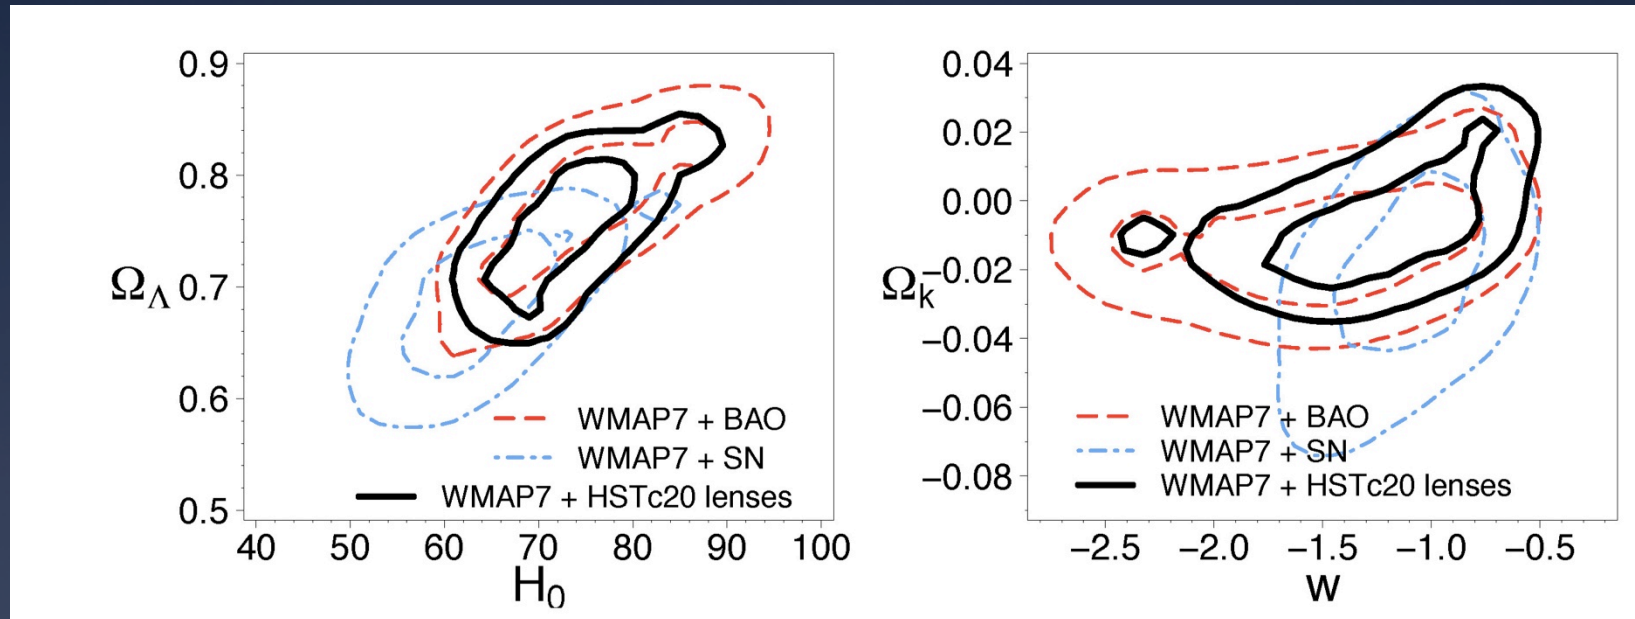 0.9
0.8
Ω_Λ 0.7
0.6
0.5
WMAP7 + BAO
WMAP7 + SN
WMAP7 + HSTc20 lenses
40 50 60 70 80 90 100
H₀
0.04
0.02
0.00
Ω_k −0.02
−0.04
−0.06
−0.08
WMAP7 + BAO
WMAP7 + SN
WMAP7 + HSTc20 lenses
−2.5 −2.0 −1.5 −1.0 −0.5
w